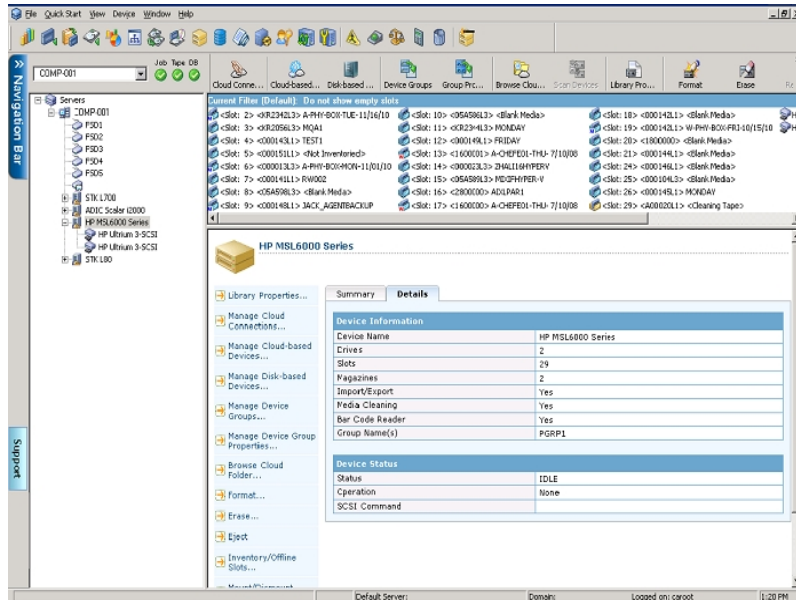 File Quick Start View Device Window Help
Job Tape DB
COMP-001
Cloud Conne... Cloud-based... Disk-based ... Device Groups Group Prc... Browse Clou... Scan Devices Library Pro... Format Erase Re
Navigation Bar
Support
Servers
COMP-001
FSD1
FSD2
FSD3
FSD4
FSD5
STK L700
ADIC Scaler i2000
HP MSL6000 Series
HP Ultrium 3-SCSI
HP Ultrium 3-SCSI
STK L80
Current Filter (Default): Do not show empty slots
<Slot: 2> <KR2342L3> A-PHY-BOX-TUE-11/16/10
<Slot: 3> <KR2056L3> MQA1
<Slot: 4> <000143L1> TEST1
<Slot: 5> <000151L1> <Not Inventoried>
<Slot: 6> <000013L3> A-PHY-BOX-MON-11/01/10
<Slot: 7> <000141L1> RW002
<Slot: 8> <05A598L3> <Blank Media>
<Slot: 9> <000148L1> JACK_AGENTBACKUP
<Slot: 10> <05A586L3> <Blank Media>
<Slot: 11> <KR2344L3> MONDAY
<Slot: 12> <000149L1> FRIDAY
<Slot: 13> <1600001> A-CHEFE01-THU- 7/10/08
<Slot: 14> <000023L3> ZHALI16HYPERV
<Slot: 15> <05A589L3> MEDFHYPER-V
<Slot: 16> <2800000> ADLPAR1
<Slot: 17> <1600000> A-CHEFE01-THU- 7/10/08
<Slot: 18> <000142L1> <Blank Media>
<Slot: 19> <000142L1> W-PHY-BOX-FRI-10/15/10
<Slot: 20> <1800000> <Blank Media>
<Slot: 21> <000144L1> <Blank Media>
<Slot: 24> <000140L1> <Blank Media>
<Slot: 25> <000104L3> <Blank Media>
<Slot: 26> <000145L1> MONDAY
<Slot: 29> <A00020L1> <Cleaning Tape>
HP MSL6000 Series
Library Properties...
Manage Cloud
Connections...
Manage Cloud-based
Devices...
Manage Disk-based
Devices...
Manage Device
Groups...
Manage Device Group
Properties...
Browse Cloud
Folder...
Format...
Erase...
Eject
Inventory/Offline
Slots...
Mount/Dismount
Summary Details
Device Information
Device Name HP MSL6000 Series
Drives 2
Slots 29
Magazines 2
Import/Export Yes
Media Cleaning Yes
Bar Code Reader Yes
Group Name(s) PGRP1
Device Status
Status IDLE
Operation None
SCSI Command
Default Server: Domain: Logged on: caroot 1:20 PM